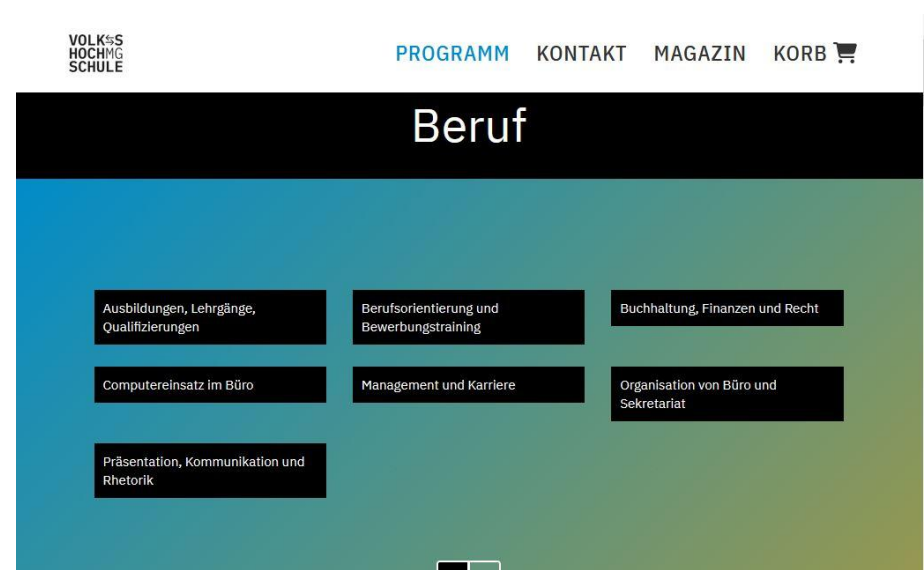 VOLK⇆S
HOCHMG
SCHULE
PROGRAMM KONTAKT MAGAZIN KORB
Beruf
Ausbildungen, Lehrgänge,
Qualifizierungen
Berufsorientierung und
Bewerbungstraining
Buchhaltung, Finanzen und Recht
Computereinsatz im Büro
Management und Karriere
Organisation von Büro und
Sekretariat
Präsentation, Kommunikation und
Rhetorik